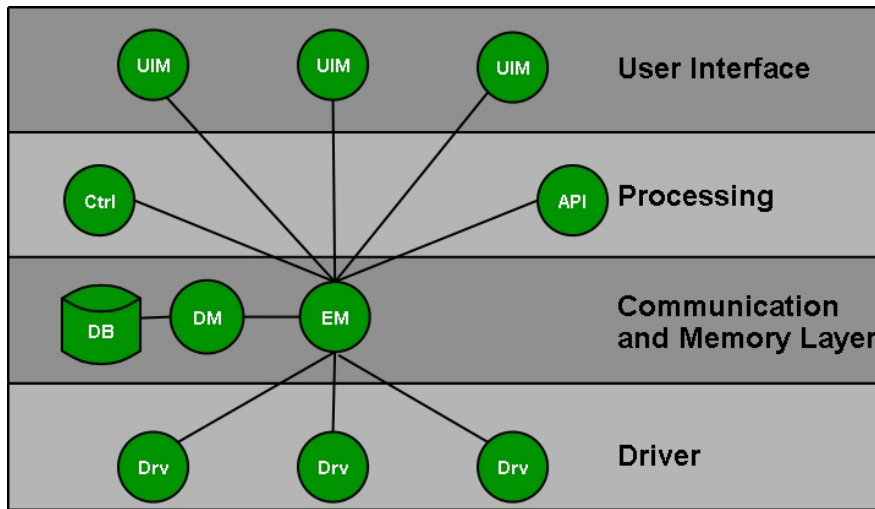 UIM
UIM
UIM
User Interface
Ctrl
API
Processing
DB
DM
EM
Communication
and Memory Layer
Drv
Drv
Drv
Driver